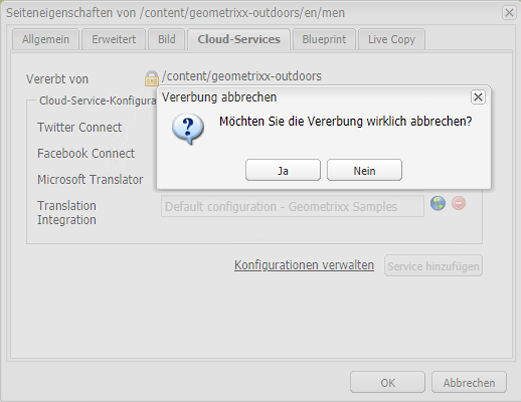 Seiteneigenschaften von /content/geometrixx-outdoors/en/men
Allgemein Erweitert Bild Cloud-Services Blueprint Live Copy
Vererbt von /content/geometrixx-outdoors
Cloud-Service-Konfigura
Vererbung abbrechen
Möchten Sie die Vererbung wirklich abbrechen?
Ja Nein
Twitter Connect
Facebook Connect
Microsoft Translator
Translation Integration
Default configuration - Geometrixx Samples
Konfigurationen verwalten Service hinzufügen
OK Abbrechen